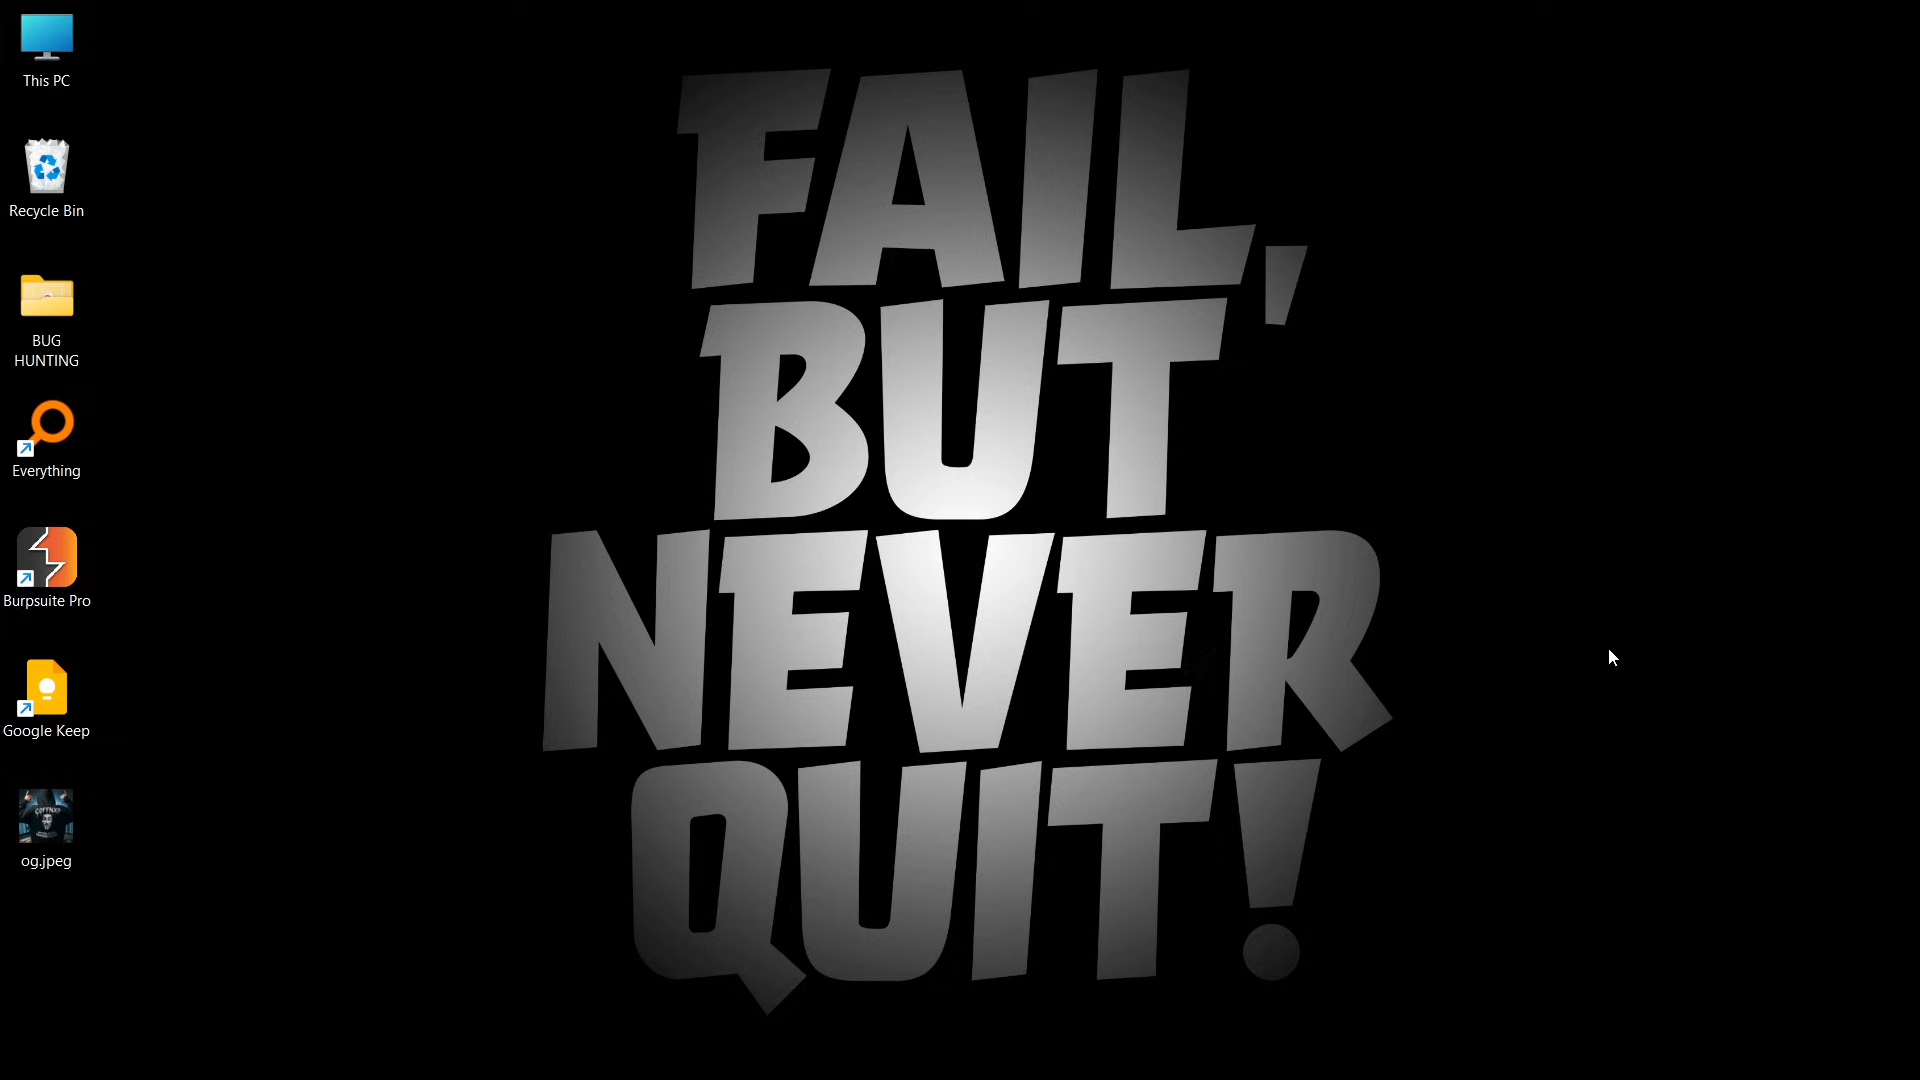 This PC
Recycle Bin
BUG
HUNTING
Everything
Burpsuite Pro
Google Keep
og.jpeg
FAIL,
BUT
NEVER
QUIT!